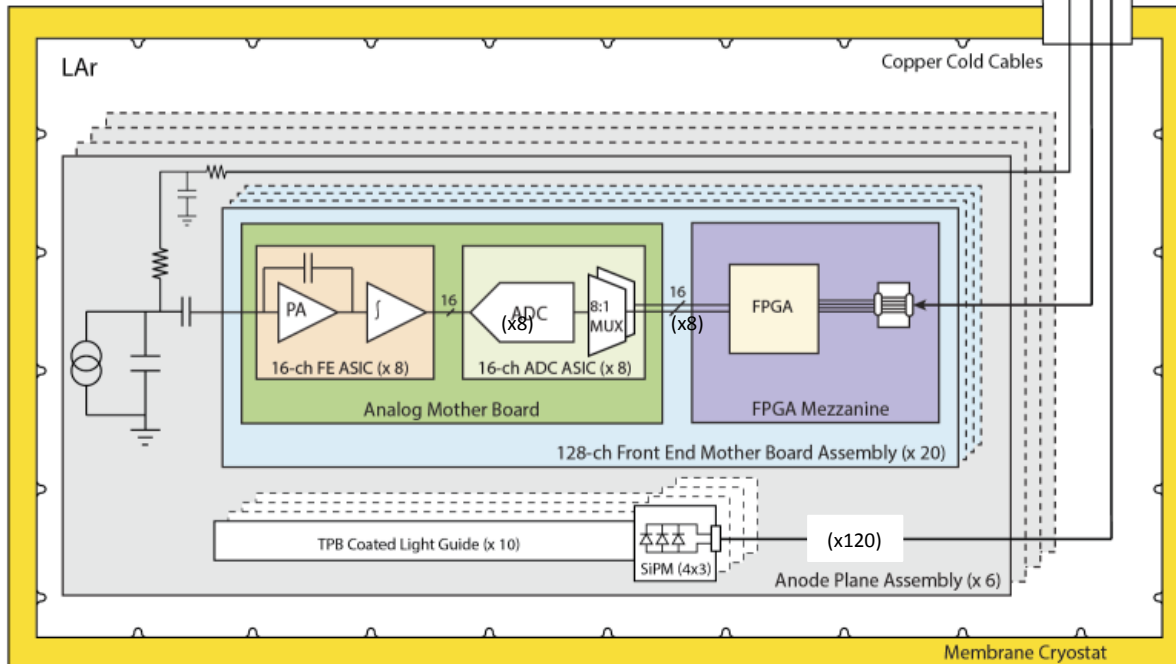 Copper Cold Cables
LAr
PA
∫
16
ADC
(x8)
8:1
MUX
16
(x8)
FPGA
16-ch FE ASIC (x 8)
16-ch ADC ASIC (x 8)
Analog Mother Board
FPGA Mezzanine
128-ch Front End Mother Board Assembly (x 20)
TPB Coated Light Guide (x 10)
SiPM (4x3)
(x120)
Anode Plane Assembly (x 6)
Membrane Cryostat